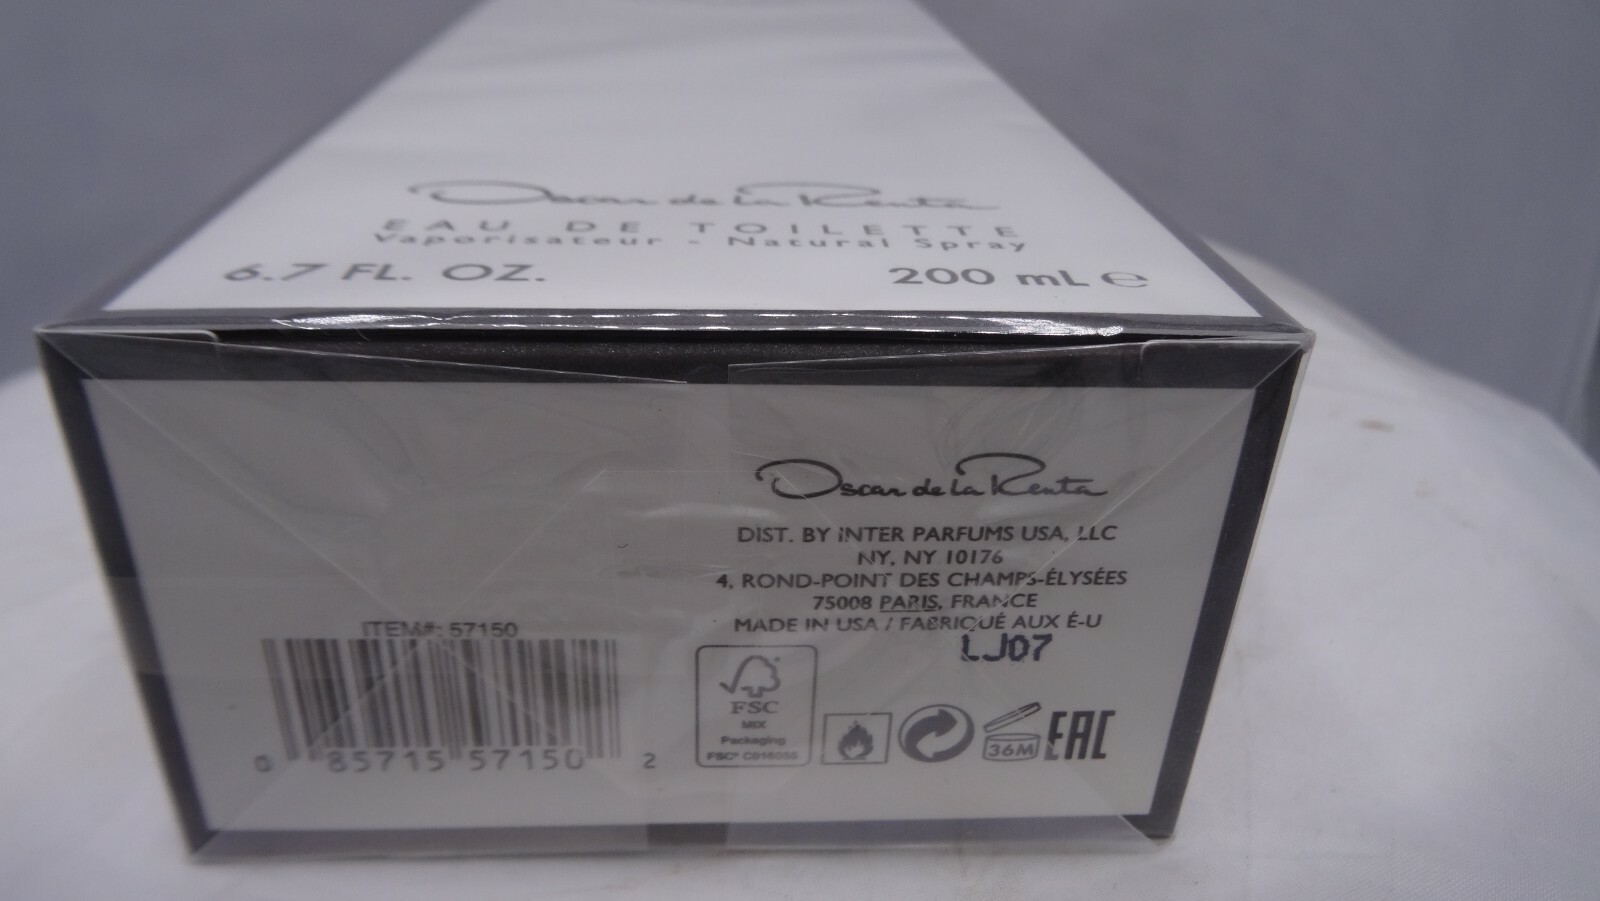 Oscar de la Renta
EAU DE TOILETTE
Vaporisateur - Natural Spray
6.7 FL. OZ. 200 mL ℮
Oscar de la Renta
DIST. BY INTER PARFUMS USA, LLC
NY, NY 10176
4, ROND-POINT DES CHAMPS-ÉLYSÉES
75008 PARIS, FRANCE
MADE IN USA / FABRIQUÉ AUX É-U
LJ07
ITEM#: 57150
0 85715 57150 2
FSC
MIX
Packaging
FSC® C016055
36M
EAC